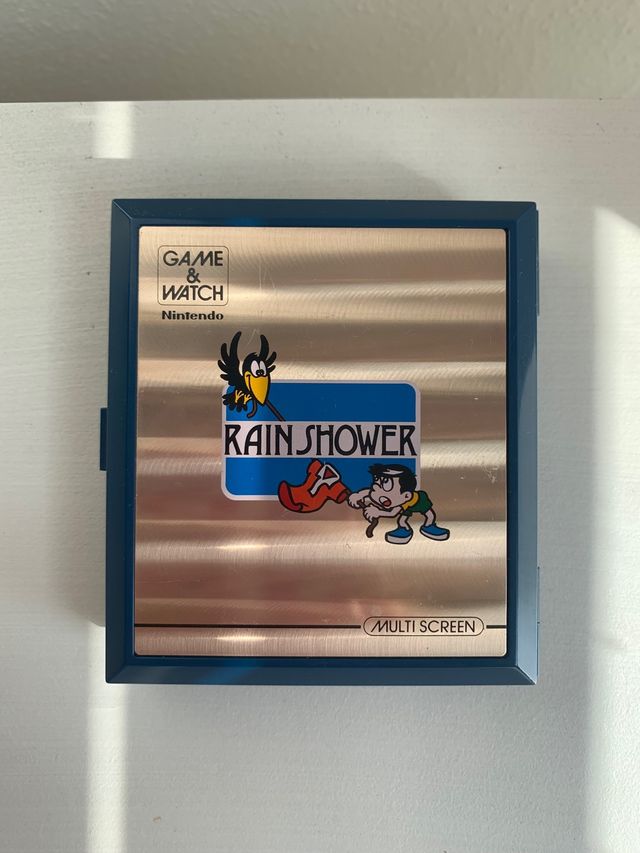 GAME
&
WATCH
Nintendo
RAIN SHOWER
MULTI SCREEN